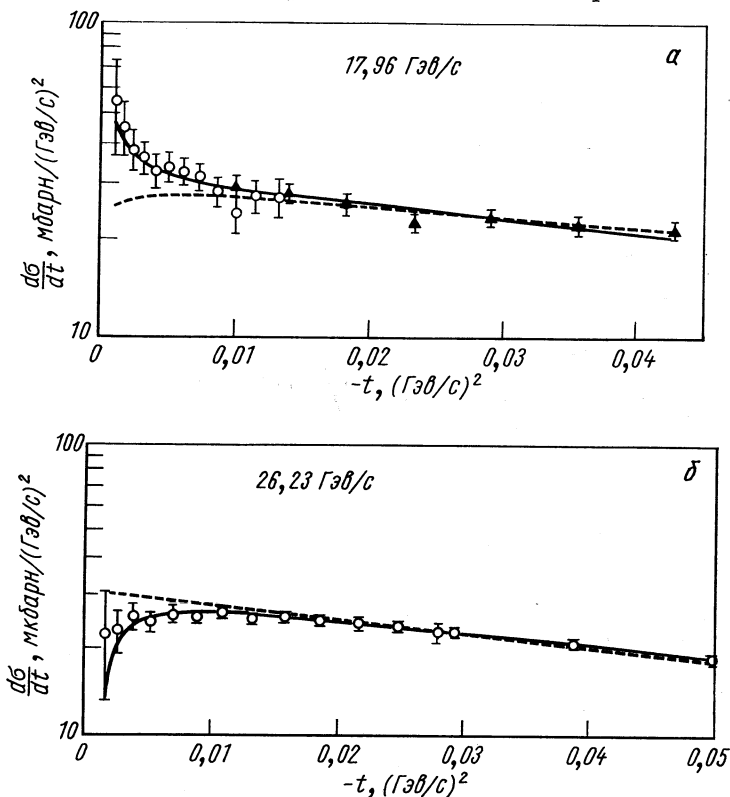 100
17,96 Гэв/с
а
dσ/dt, мбарн/(Гэв/с)²
10
0
0,01
0,02
0,03
0,04
-t, (Гэв/с)²
100
26,23 Гэв/с
б
dσ/dt, мкбарн/(Гэв/с)²
10
0
0,01
0,02
0,03
0,04
0,05
-t, (Гэв/с)²